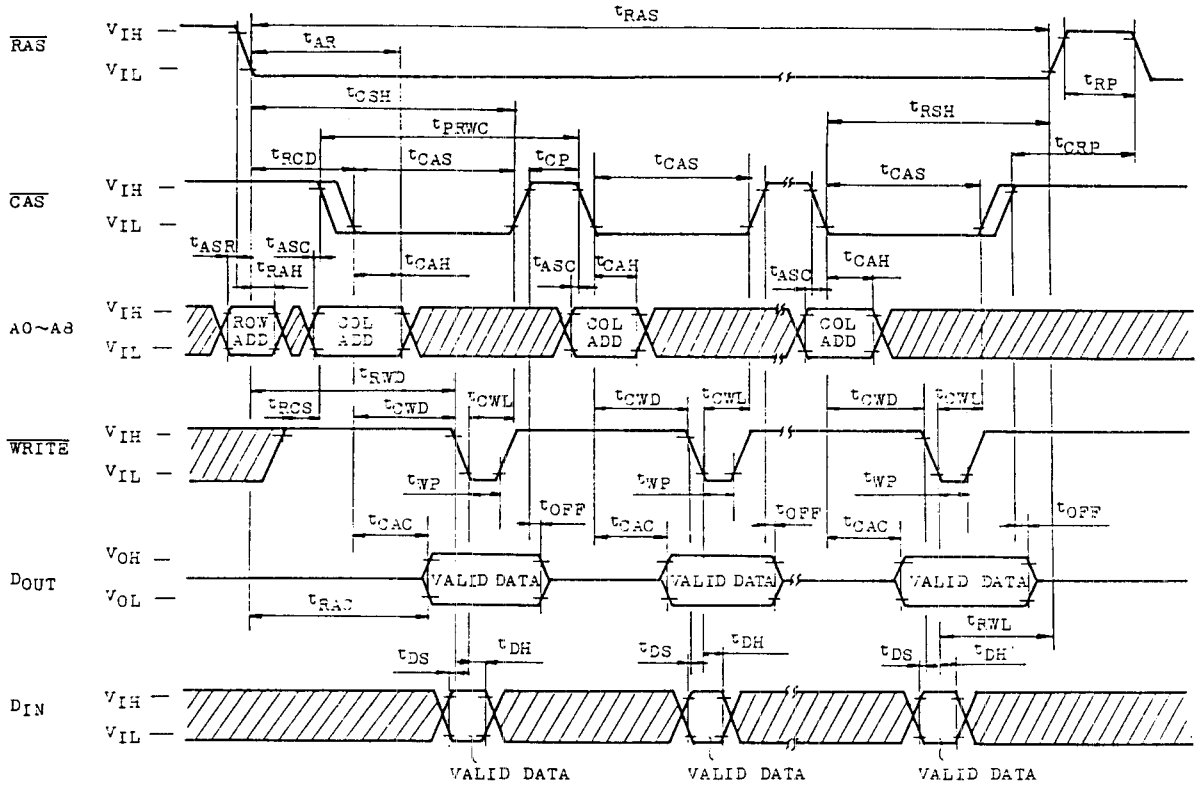 tRAS
RAS
VIH
VIL
tAR
tRP
tCSH
tRSH
tPRWC
tCRP
tRCD
tCAS
tCP
tCAS
tCAS
CAS
VIH
VIL
tASR
tASC
tRAH
tCAH
tASC
tCAH
tASC
tCAH
A0~A8
VIH
VIL
ROW ADD
COL ADD
COL ADD
COL ADD
tRWD
tRCS
tCWD
tCWL
tCWD
tCWL
tCWD
tCWL
WRITE
VIH
VIL
tWP
tWP
tWP
tCAC
tOFF
tCAC
tOFF
tCAC
tOFF
DOUT
VOH
VOL
VALID DATA
VALID DATA
VALID DATA
tRAC
tRWL
tDS
tDH
tDS
tDH
tDS
tDH
DIN
VIH
VIL
VALID DATA
VALID DATA
VALID DATA